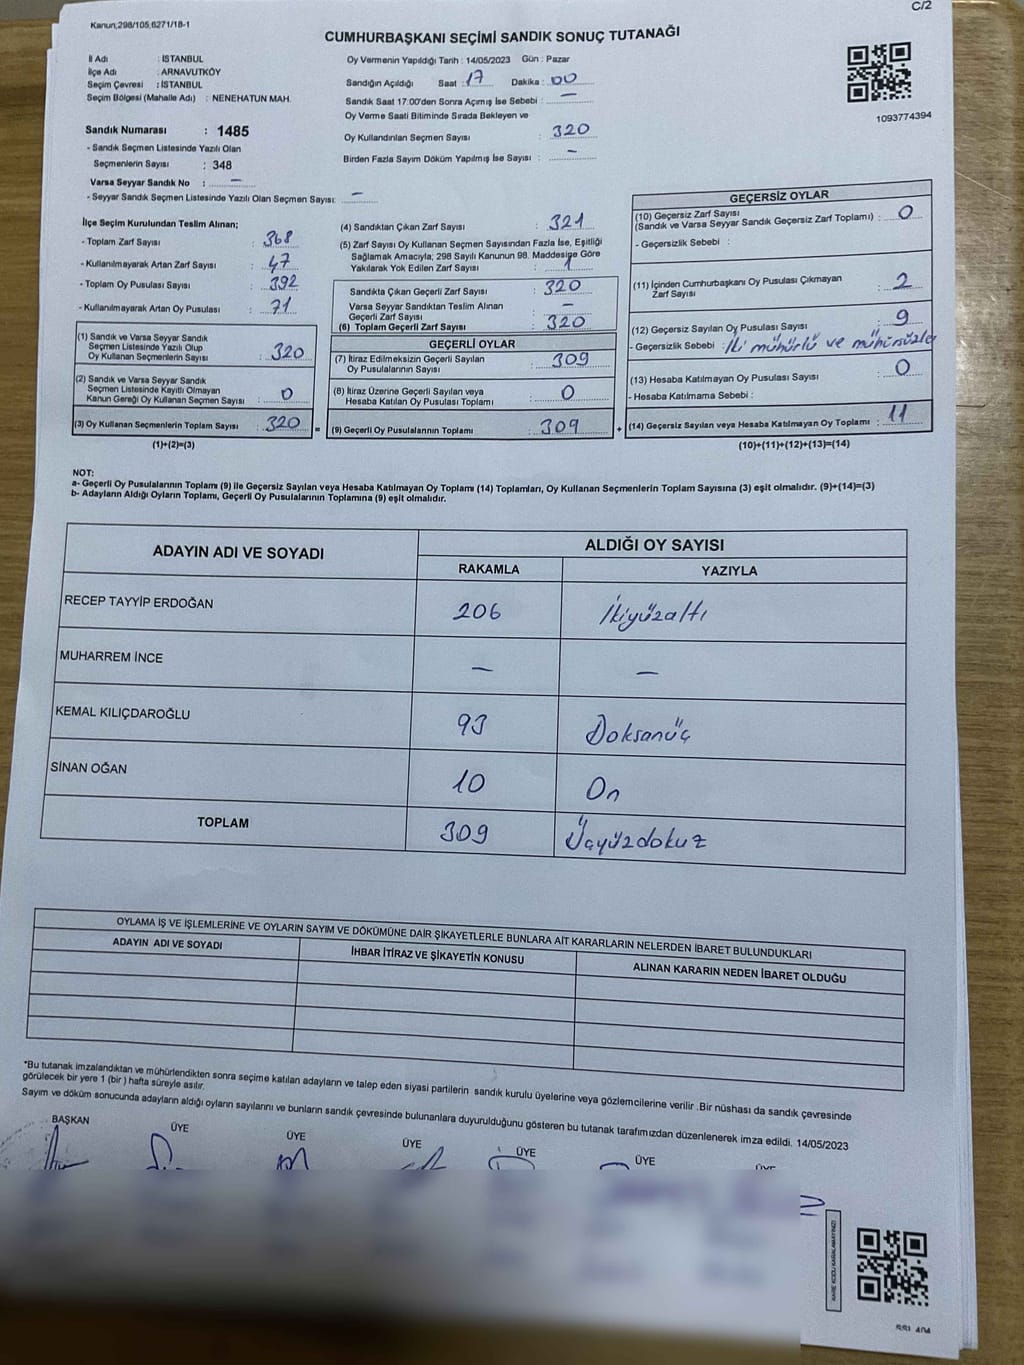 C/2
Kanun;298/105,6271/18-1
CUMHURBAŞKANI SEÇİMİ SANDIK SONUÇ TUTANAĞI
İl Adı : İSTANBUL
İlçe Adı : ARNAVUTKÖY
Seçim Çevresi : İSTANBUL
Seçim Bölgesi (Mahalle Adı) : NENEHATUN MAH.
Sandık Numarası : 1485
- Sandık Seçmen Listesinde Yazılı Olan
Seçmenlerin Sayısı : 348
Varsa Seyyar Sandık No : —
- Seyyar Sandık Seçmen Listesinde Yazılı Olan Seçmen Sayısı: —
Oy Vermenin Yapıldığı Tarih : 14/05/2023 Gün : Pazar
Sandığın Açıldığı Saat : 17 Dakika : 00
Sandık Saat 17:00'den Sonra Açımış İse Sebebi : —
Oy Verme Saati Bitiminde Sırada Bekleyen ve
Oy Kullandırılan Seçmen Sayısı : 320
Birden Fazla Sayım Döküm Yapılmış İse Sayısı : —
1093774394
İlçe Seçim Kurulundan Teslim Alınan;
- Toplam Zarf Sayısı : 368
- Kullanılmayarak Artan Zarf Sayısı : 47
- Toplam Oy Pusulası Sayısı : 392
- Kullanılmayarak Artan Oy Pusulası : 71
(1) Sandık ve Varsa Seyyar Sandık
Seçmen Listesinde Yazılı Olup
Oy Kullanan Seçmenlerin Sayısı : 320
(2) Sandık ve Varsa Seyyar Sandık
Seçmen Listesinde Kayıtlı Olmayan
Kanun Gereği Oy Kullanan Seçmen Sayısı : 0
(3) Oy Kullanan Seçmenlerin Toplam Sayısı : 320 =
(1)+(2)=(3)
(4) Sandıktan Çıkan Zarf Sayısı : 321
(5) Zarf Sayısı Oy Kullanan Seçmen Sayısından Fazla İse, Eşitliği
Sağlamak Amacıyla; 298 Sayılı Kanunun 98. Maddesine Göre
Yakılarak Yok Edilen Zarf Sayısı : 1
Sandıkta Çıkan Geçerli Zarf Sayısı : 320
Varsa Seyyar Sandıktan Teslim Alınan
Geçerli Zarf Sayısı : —
(6) Toplam Geçerli Zarf Sayısı : 320
GEÇERLİ OYLAR
(7) İtiraz Edilmeksizin Geçerli Sayılan
Oy Pusulalarının Sayısı : 309
(8) İtiraz Üzerine Geçerli Sayılan veya
Hesaba Katılan Oy Pusulası Toplamı : 0
(9) Geçerli Oy Pusulalarının Toplamı : 309 +
GEÇERSİZ OYLAR
(10) Geçersiz Zarf Sayısı
(Sandık ve Varsa Seyyar Sandık Geçersiz Zarf Toplamı) : 0
- Geçersizlik Sebebi :
(11) İçinden Cumhurbaşkanı Oy Pusulası Çıkmayan
Zarf Sayısı : 2
(12) Geçersiz Sayılan Oy Pusulası Sayısı : 9
- Geçersizlik Sebebi : İki mühürlü ve mühürsüzler
(13) Hesaba Katılmayan Oy Pusulası Sayısı : 0
- Hesaba Katılmama Sebebi :
(14) Geçersiz Sayılan veya Hesaba Katılmayan Oy Toplamı : 11
(10)+(11)+(12)+(13)=(14)
NOT:
a- Geçerli Oy Pusulalarının Toplamı (9) ile Geçersiz Sayılan veya Hesaba Katılmayan Oy Toplamı (14) Toplamları, Oy Kullanan Seçmenlerin Toplam Sayısına (3) eşit olmalıdır. (9)+(14)=(3)
b- Adayların Aldığı Oyların Toplamı, Geçerli Oy Pusulalarının Toplamına (9) eşit olmalıdır.
ADAYIN ADI VE SOYADI ALDIĞI OY SAYISI
RAKAMLA YAZIYLA
RECEP TAYYİP ERDOĞAN 206 İkiyüzaltı
MUHARREM İNCE — —
KEMAL KILIÇDAROĞLU 93 Doksanüç
SİNAN OĞAN 10 On
TOPLAM 309 Üçyüzdokuz
OYLAMA İŞ VE İŞLEMLERİNE VE OYLARIN SAYIM VE DÖKÜMÜNE DAİR ŞİKAYETLERLE BUNLARA AİT KARARLARIN NELERDEN İBARET BULUNDUKLARI
ADAYIN ADI VE SOYADI İHBAR İTİRAZ VE ŞİKAYETİN KONUSU ALINAN KARARIN NEDEN İBARET OLDUĞU
*Bu tutanak imzalandıktan ve mühürlendikten sonra seçime katılan adayların ve talep eden siyasi partilerin sandık kurulu üyelerine veya gözlemcilerine verilir .Bir nüshası da sandık çevresinde
görülecek bir yere 1 (bir ) hafta süreyle asılır.
Sayım ve döküm sonucunda adayların aldığı oyların sayılarını ve bunların sandık çevresinde bulunanlara duyurulduğunu gösteren bu tutanak tarafımızdan düzenlenerek imza edildi. 14/05/2023
BAŞKAN ÜYE ÜYE ÜYE ÜYE ÜYE ÜYE